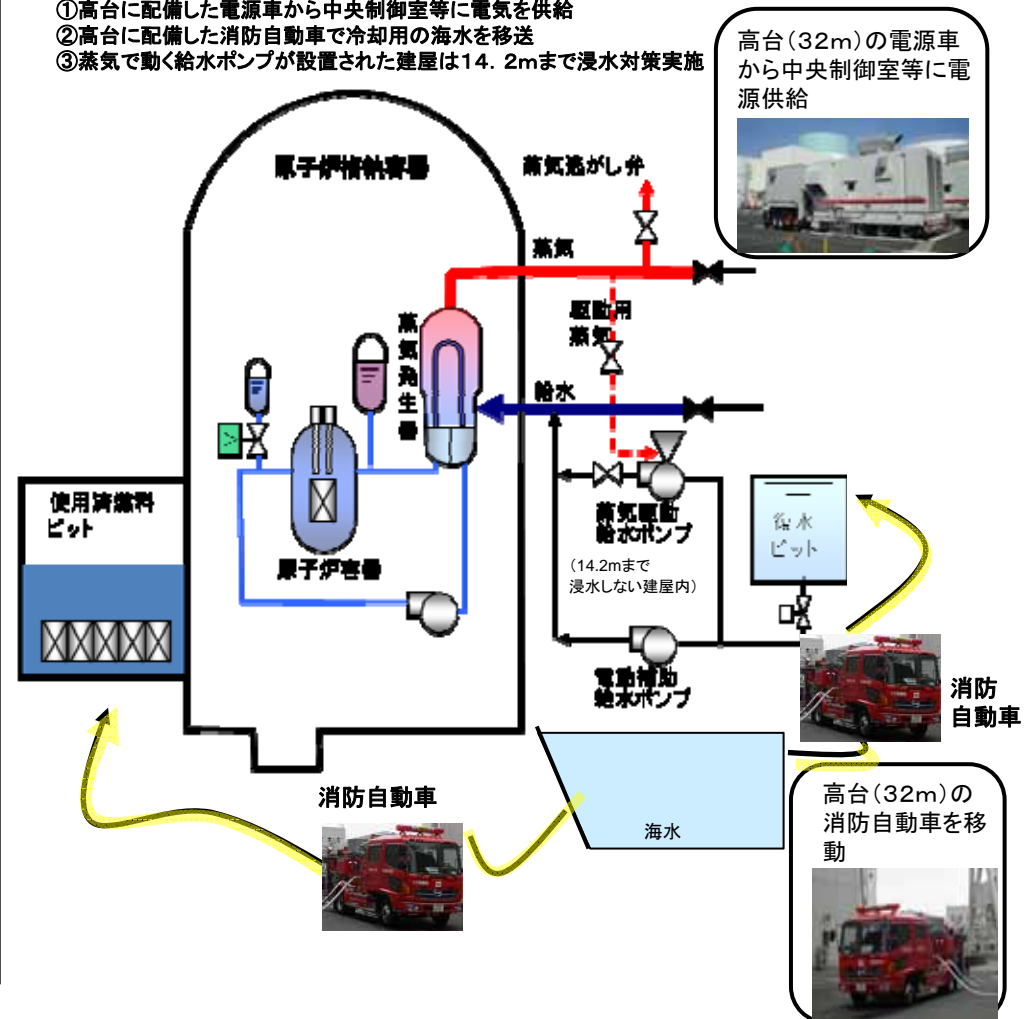 ①高台に配備した電源車から中央制御室等に電気を供給
②高台に配備した消防自動車で冷却用の海水を移送
③蒸気で動く給水ポンプが設置された建屋は14．2mまで浸水対策実施
高台（32m）の電源車
から中央制御室等に電
源供給
原子炉格納容器
蒸気逃がし弁
蒸気
駆動用
蒸気
蒸気発生器
給水
使用済燃料
ピット
原子炉容器
蒸気駆動
給水ポンプ
（14.2mまで
浸水しない建屋内）
復水
ピット
電動補助
給水ポンプ
消防
自動車
消防自動車
海水
高台（32m）の
消防自動車を移
動